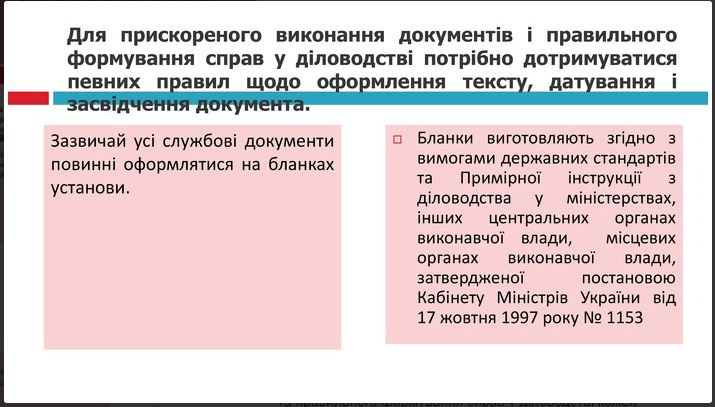 Для прискореного виконання документів і правильного
формування справ у діловодстві потрібно дотримуватися
певних правил щодо оформлення тексту, датування і
засвідчення документа.
Зазвичай усі службові документи
повинні оформлятися на бланках
установи.
Бланки виготовляють згідно з
вимогами державних стандартів
та Примірної інструкції з
діловодства у міністерствах,
інших центральних органах
виконавчої влади, місцевих
органах виконавчої влади,
затвердженої постановою
Кабінету Міністрів України від
17 жовтня 1997 року № 1153